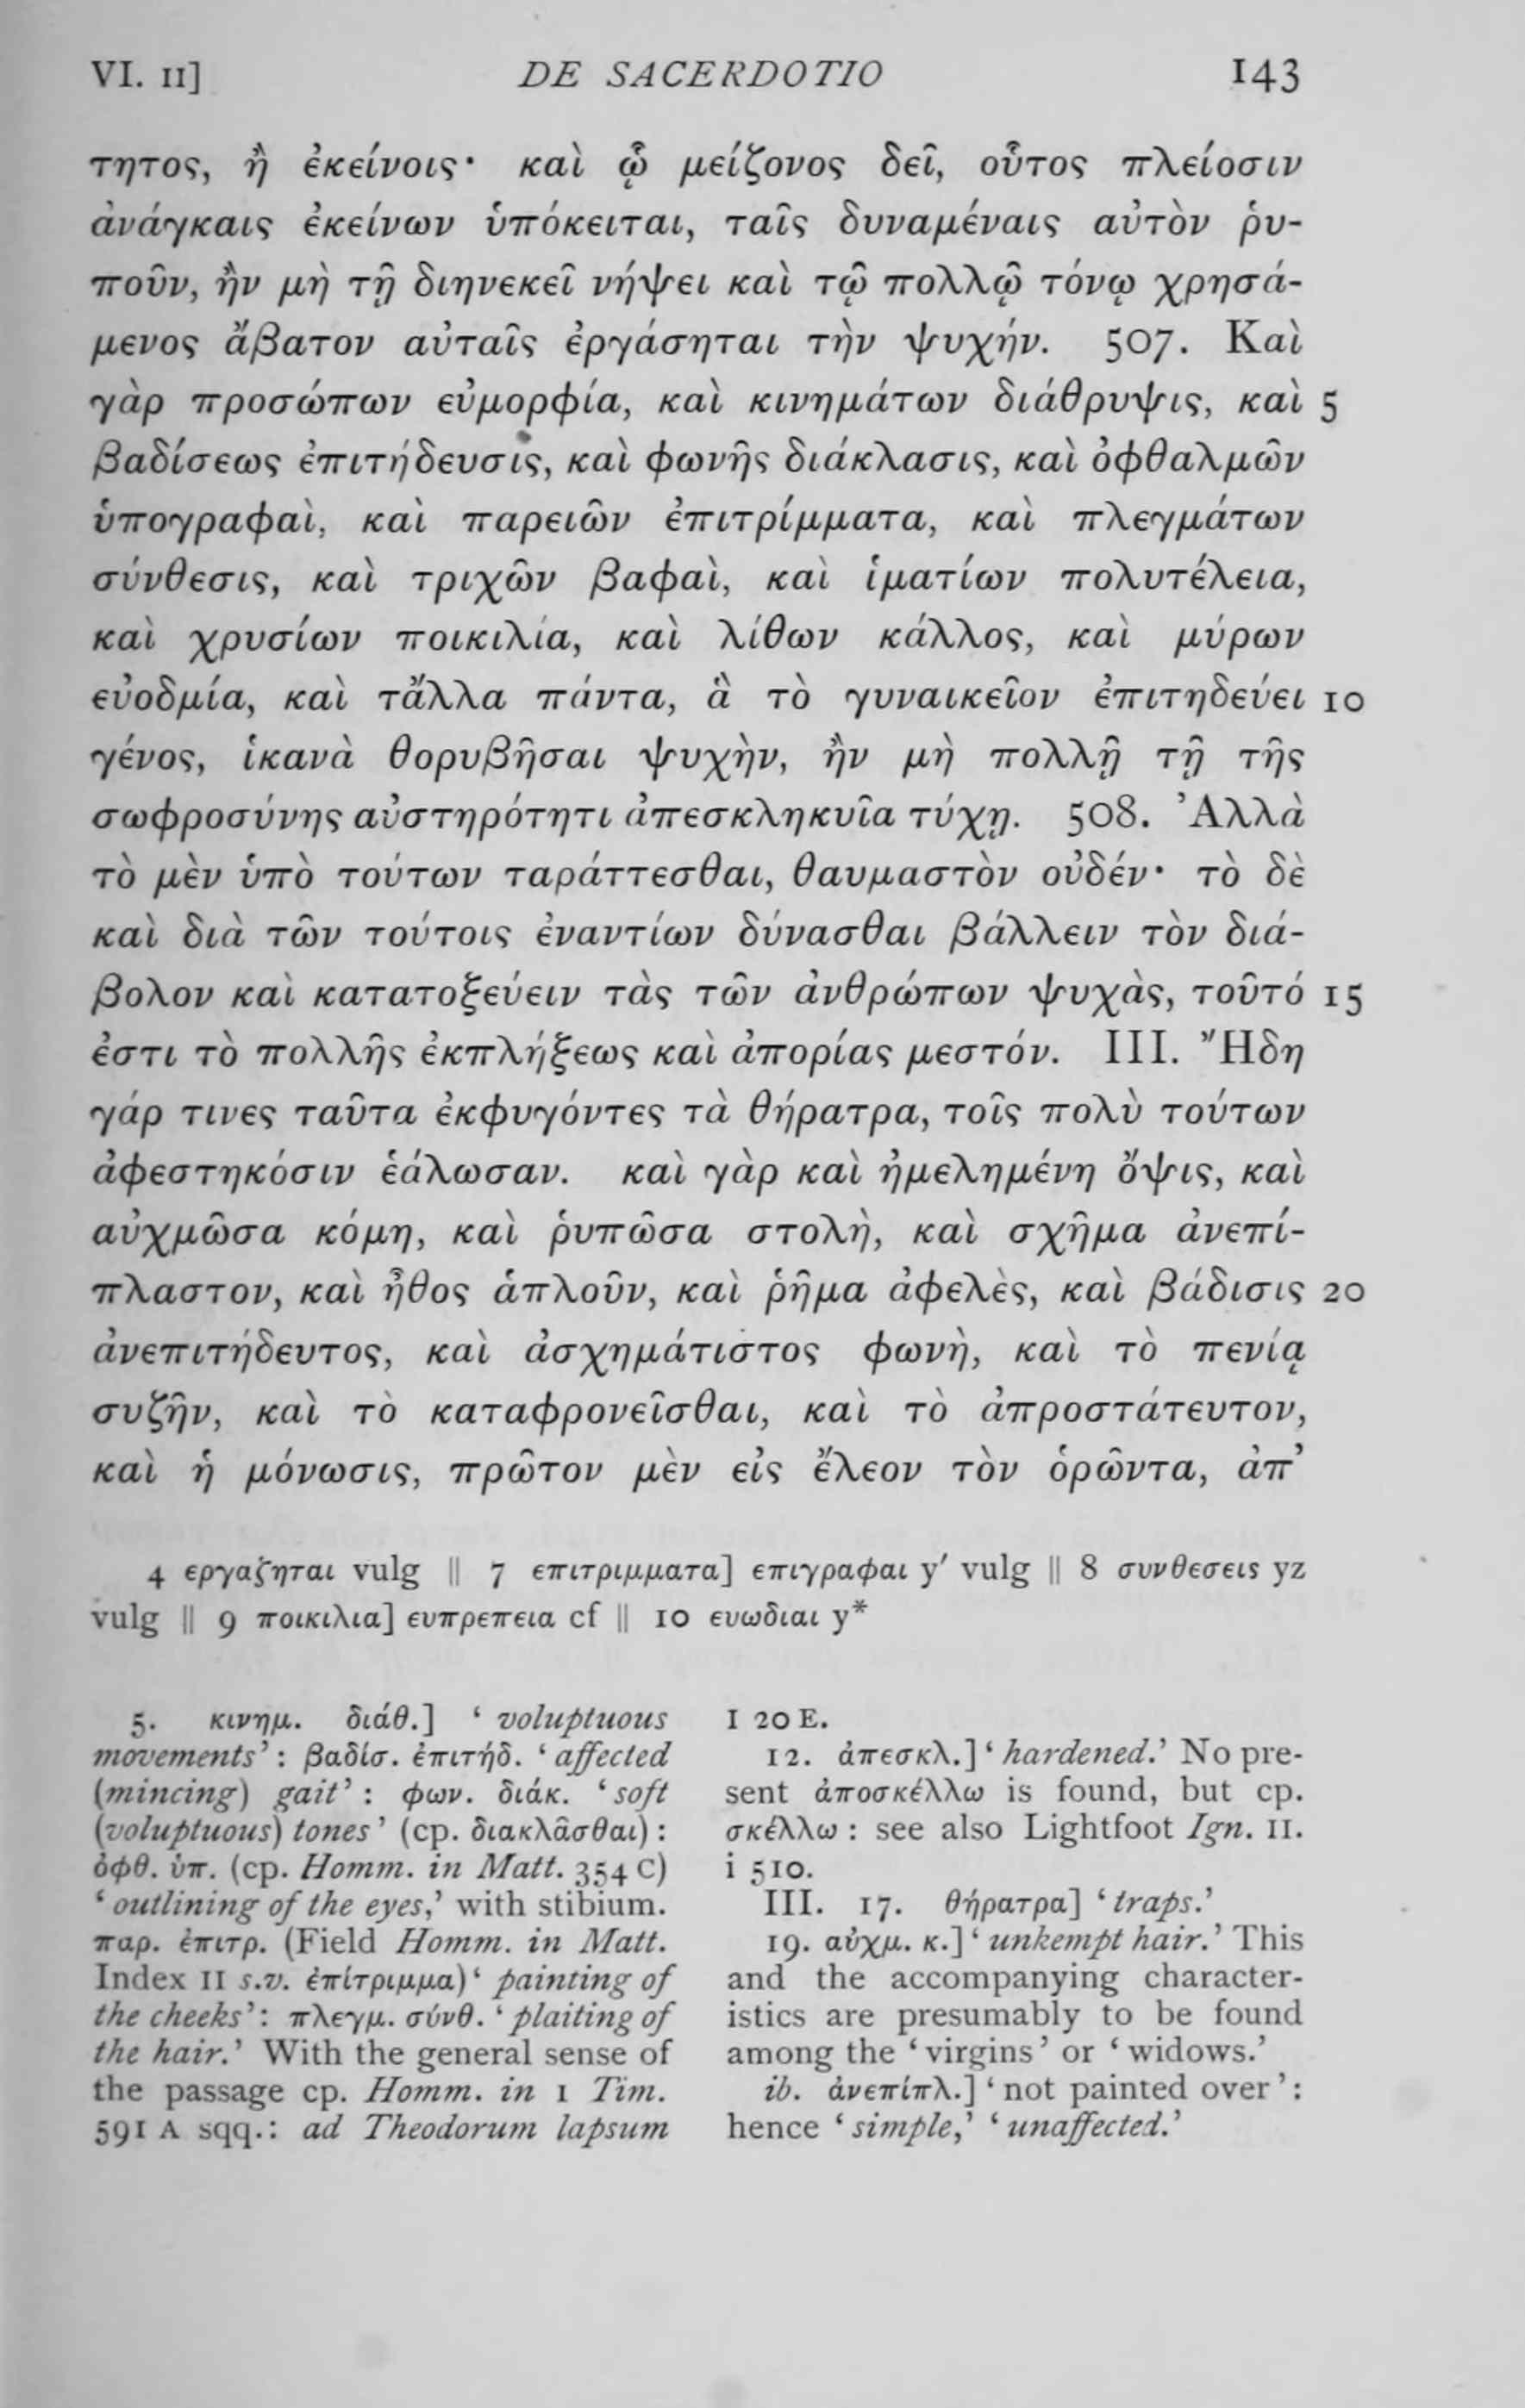 VI. II] DE SACERDOTIO 143
τητος, ἢ ἐκείνοις· καὶ ᾧ μείζονος δεῖ, οὗτος πλείοσιν
ἀνάγκαις ἐκείνων ὑπόκειται, ταῖς δυναμέναις αὐτὸν ῥυ-
ποῦν, ἢν μὴ τῇ διηνεκεῖ νήψει καὶ τῷ πολλῷ τόνῳ χρησά-
μενος ἄβατον αὐταῖς ἐργάσηται τὴν ψυχήν. 507. Καὶ
γὰρ προσώπων εὐμορφία, καὶ κινημάτων διάθρυψις, καὶ 5
βαδίσεως ἐπιτήδευσις, καὶ φωνῆς διάκλασις, καὶ ὀφθαλμῶν
ὑπογραφαὶ, καὶ παρειῶν ἐπιτρίμματα, καὶ πλεγμάτων
σύνθεσις, καὶ τριχῶν βαφαὶ, καὶ ἱματίων πολυτέλεια,
καὶ χρυσίων ποικιλία, καὶ λίθων κάλλος, καὶ μύρων
εὐοδμία, καὶ τἄλλα πάντα, ἃ τὸ γυναικεῖον ἐπιτηδεύει 10
γένος, ἱκανὰ θορυβῆσαι ψυχὴν, ἢν μὴ πολλῇ τῇ τῆς
σωφροσύνης αὐστηρότητι ἀπεσκληκυῖα τύχῃ. 508. Ἀλλὰ
τὸ μὲν ὑπὸ τούτων ταράττεσθαι, θαυμαστὸν οὐδέν· τὸ δὲ
καὶ διὰ τῶν τούτοις ἐναντίων δύνασθαι βάλλειν τὸν διά-
βολον καὶ κατατοξεύειν τὰς τῶν ἀνθρώπων ψυχὰς, τοῦτό 15
ἐστι τὸ πολλῆς ἐκπλήξεως καὶ ἀπορίας μεστόν. III. Ἤδη
γάρ τινες ταῦτα ἐκφυγόντες τὰ θήρατρα, τοῖς πολὺ τούτων
ἀφεστηκόσιν ἑάλωσαν. καὶ γὰρ καὶ ἠμελημένη ὄψις, καὶ
αὐχμῶσα κόμη, καὶ ῥυπῶσα στολὴ, καὶ σχῆμα ἀνεπί-
πλαστον, καὶ ἦθος ἁπλοῦν, καὶ ῥῆμα ἀφελὲς, καὶ βάδισις 20
ἀνεπιτήδευτος, καὶ ἀσχημάτιστος φωνὴ, καὶ τὸ πενίᾳ
συζῆν, καὶ τὸ καταφρονεῖσθαι, καὶ τὸ ἀπροστάτευτον,
καὶ ἡ μόνωσις, πρῶτον μὲν εἰς ἔλεον τὸν ὁρῶντα, ἀπ’
4 εργαζηται vulg || 7 επιτριμματα] επιγραφαι y′ vulg || 8 συνθεσεις yz
vulg || 9 ποικιλια] ευπρεπεια cf || 10 ευωδιαι y*
5. κινημ. διάθ.] ‘ voluptuous
movements’ : βαδίσ. ἐπιτήδ. ‘ affected
(mincing) gait’ : φων. διάκ. ‘ soft
(voluptuous) tones’ (cp. διακλᾶσθαι) :
ὀφθ. ὑπ. (cp. Homm. in Matt. 354 C)
‘ outlining of the eyes,’ with stibium.
παρ. ἐπιτρ. (Field Homm. in Matt.
Index II s.v. ἐπίτριμμα) ‘ painting of
the cheeks’ : πλεγμ. σύνθ. ‘ plaiting of
the hair.’ With the general sense of
the passage cp. Homm. in 1 Tim.
591 A sqq.: ad Theodorum lapsum
I 20 E.
12. ἀπεσκλ.] ‘ hardened.’ No pre-
sent ἀποσκέλλω is found, but cp.
σκέλλω : see also Lightfoot Ign. II.
i 510.
III. 17. θήρατρα] ‘ traps.’
19. αὐχμ. κ.] ‘ unkempt hair.’ This
and the accompanying character-
istics are presumably to be found
among the ‘ virgins’ or ‘ widows.’
ib. ἀνεπίπλ.] ‘ not painted over’ :
hence ‘ simple,’ ‘ unaffected.’